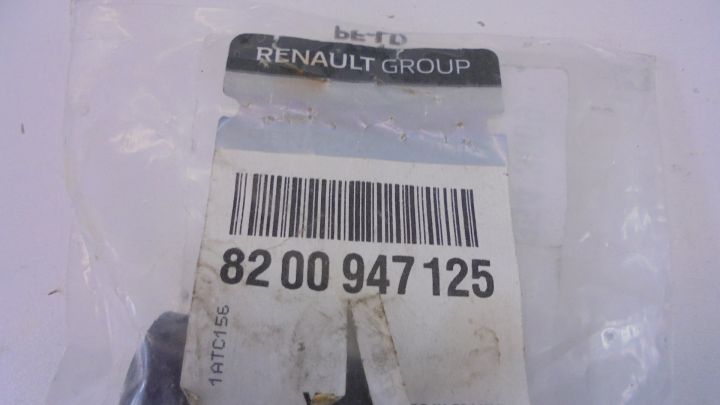 RENAULT GROUP
82 00 947 125
1ATC156